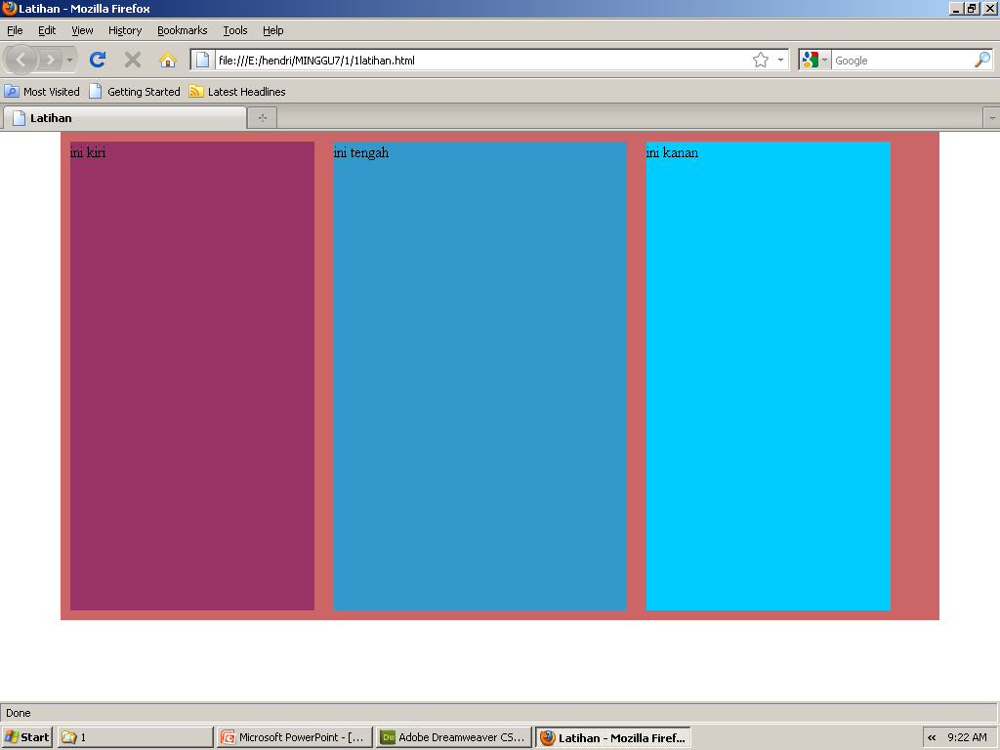 Latihan - Mozilla Firefox
File Edit View History Bookmarks Tools Help
file:///E:/hendri/MINGGU7/1/1latihan.html
Google
Most Visited Getting Started Latest Headlines
Latihan
ini kiri ini tengah ini kanan
Done
Start 1 Microsoft PowerPoint - [... Dw Adobe Dreamweaver CS... Latihan - Mozilla Firef... « 9:22 AM